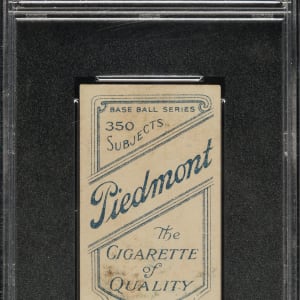 BASE BALL SERIES
350
SUBJECTS
Piedmont
The
CIGARETTE
of
QUALITY